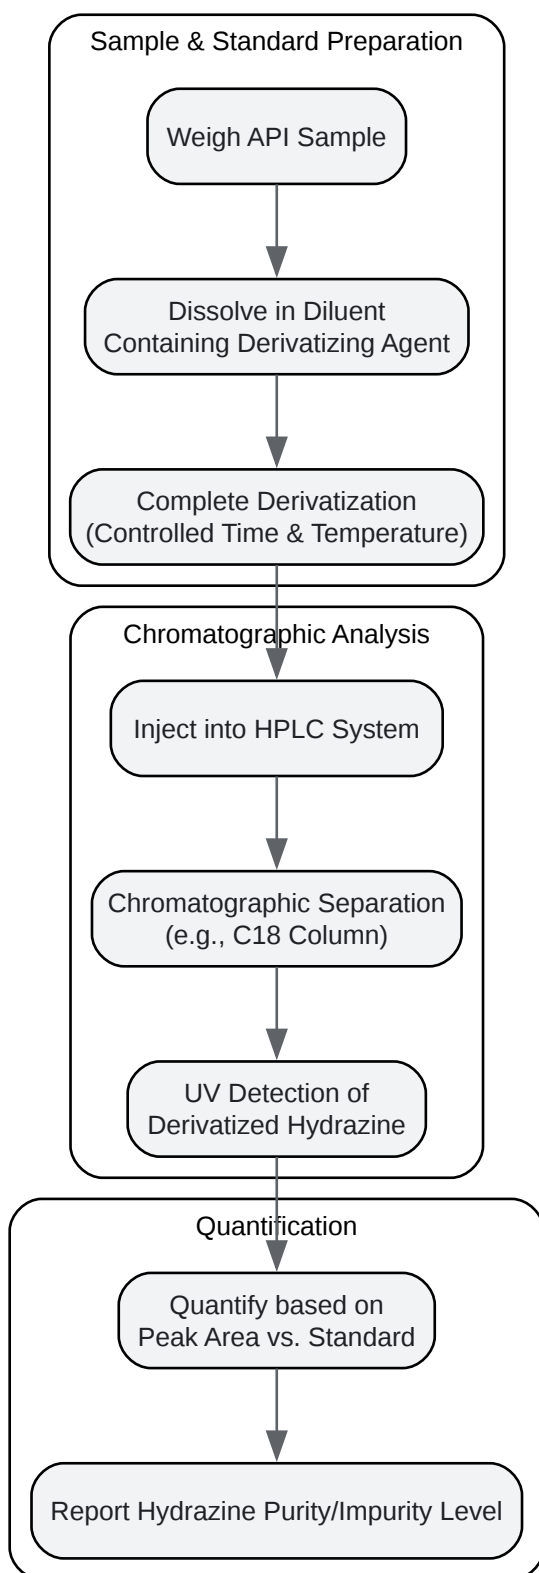 Sample & Standard Preparation
Weigh API Sample
Dissolve in Diluent
Containing Derivatizing Agent
Complete Derivatization
(Controlled Time & Temperature)
Chromatographic Analysis
Inject into HPLC System
Chromatographic Separation
(e.g., C18 Column)
UV Detection of
Derivatized Hydrazine
Quantification
Quantify based on
Peak Area vs. Standard
Report Hydrazine Purity/Impurity Level